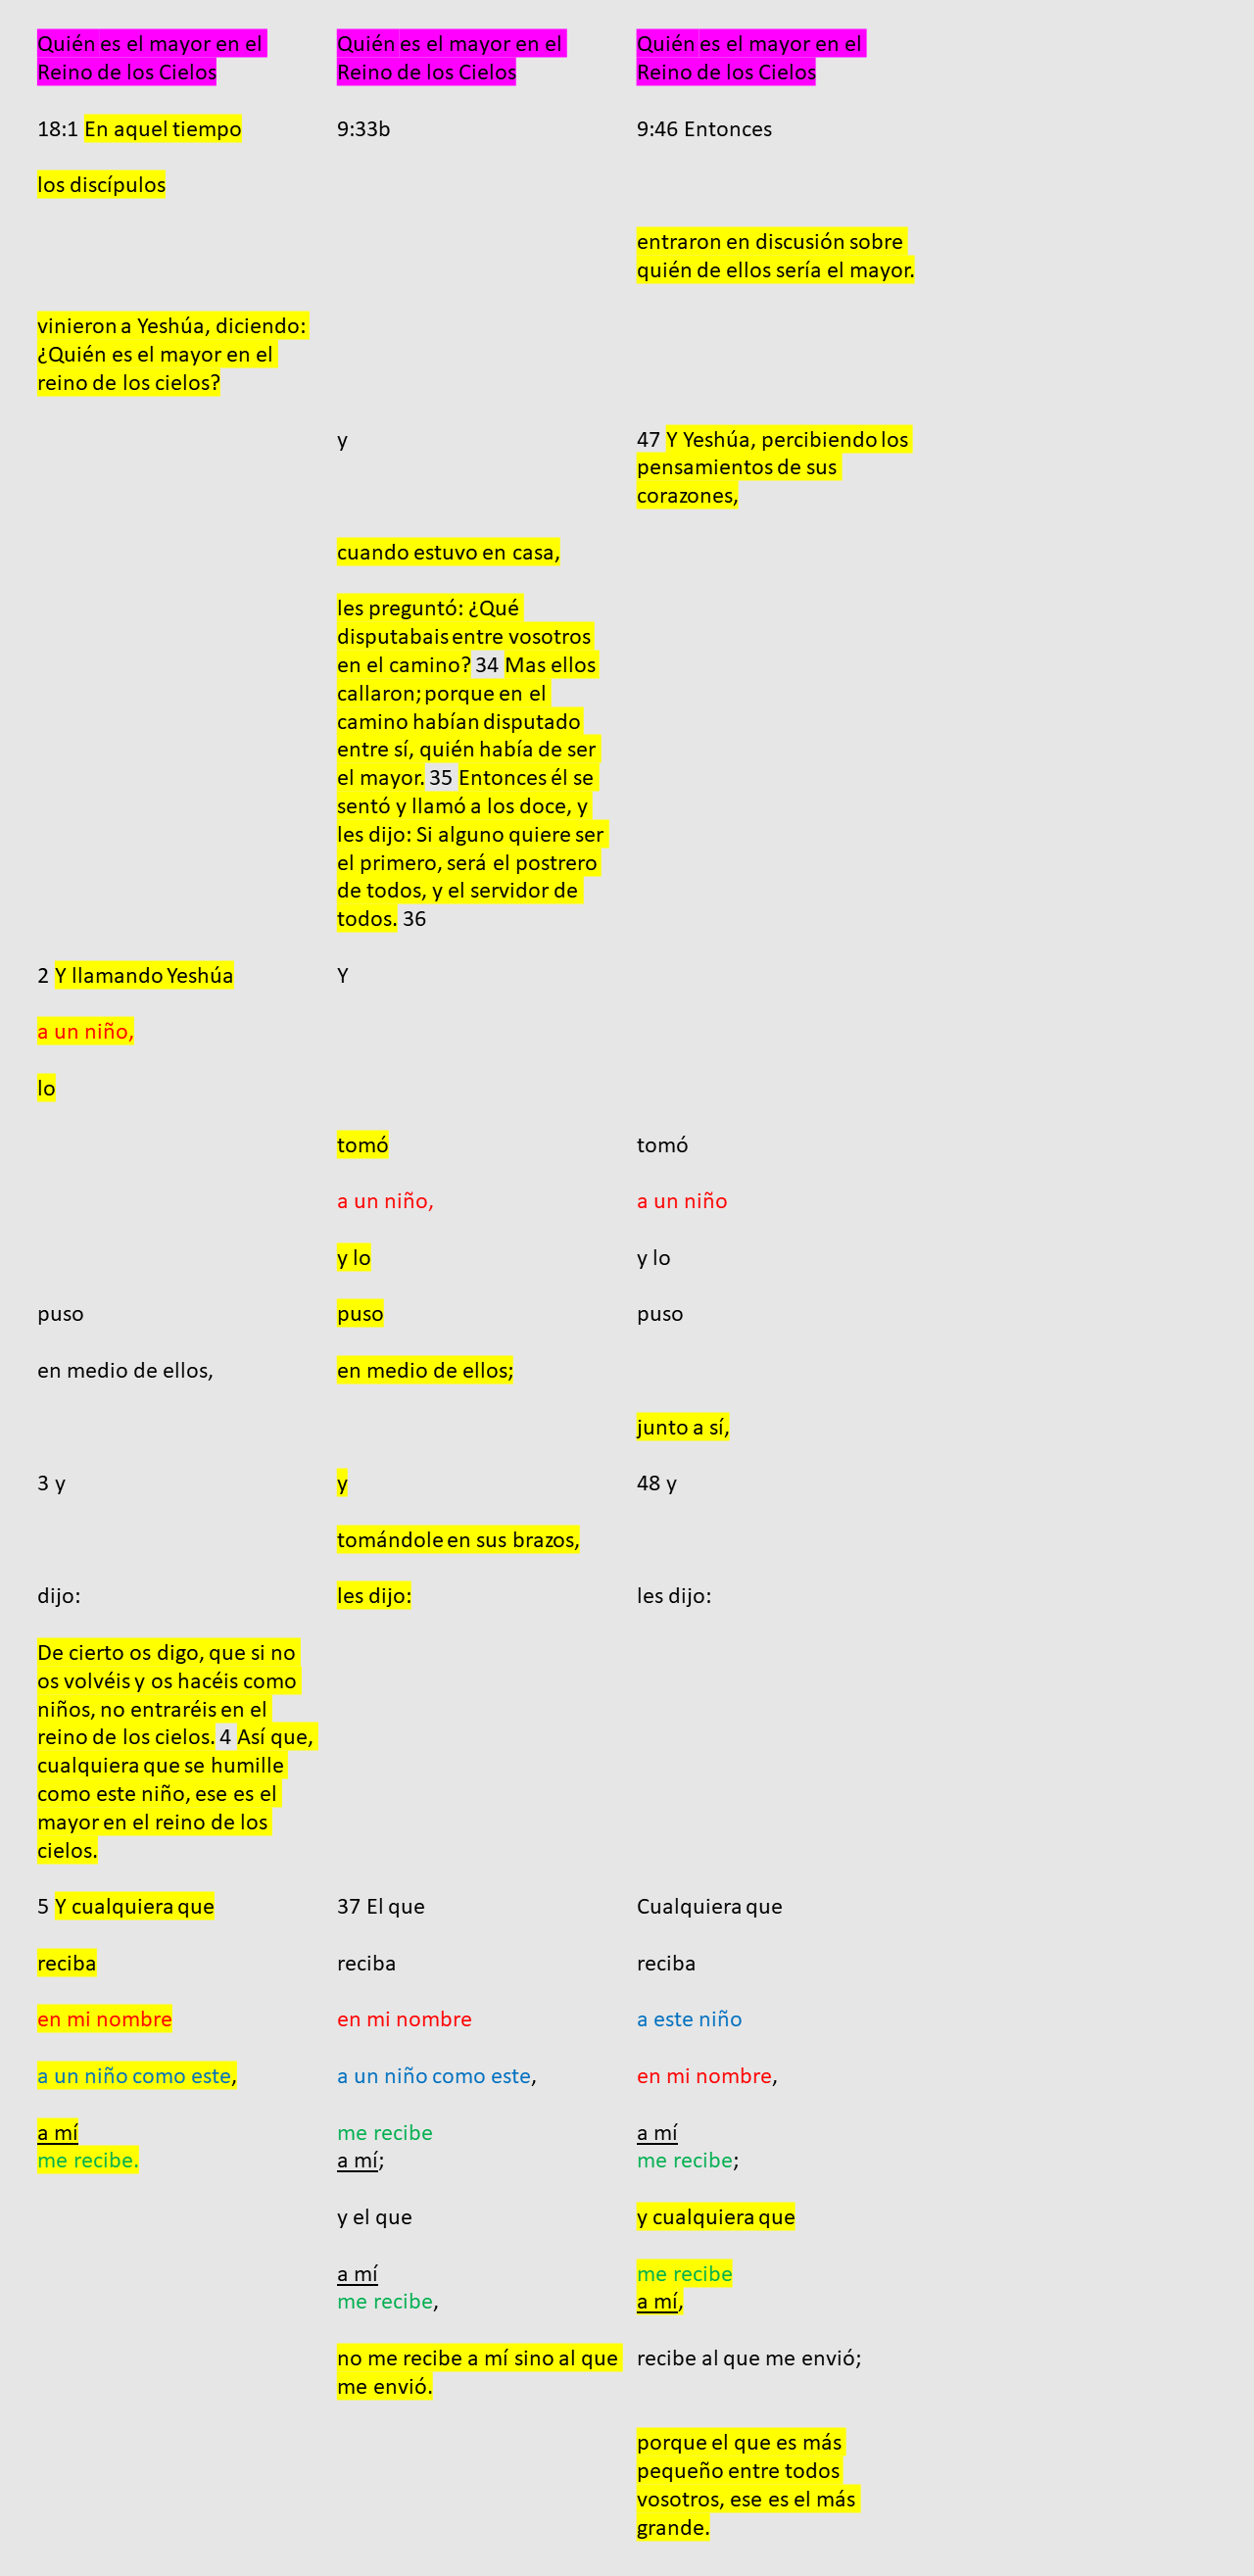 Quién es el mayor en el
Reino de los Cielos
Quién es el mayor en el
Reino de los Cielos
Quién es el mayor en el
Reino de los Cielos
18:1 En aquel tiempo
9:33b
9:46 Entonces
los discípulos
entraron en discusión sobre
quién de ellos sería el mayor.
vinieron a Yeshúa, diciendo:
¿Quién es el mayor en el
reino de los cielos?
y
47 Y Yeshúa, percibiendo los
pensamientos de sus
corazones,
cuando estuvo en casa,
les preguntó: ¿Qué
disputabais entre vosotros
en el camino? 34 Mas ellos
callaron; porque en el
camino habían disputado
entre sí, quién había de ser
el mayor. 35 Entonces él se
sentó y llamó a los doce, y
les dijo: Si alguno quiere ser
el primero, será el postrero
de todos, y el servidor de
todos. 36
2 Y llamando Yeshúa
Y
a un niño,
lo
tomó
tomó
a un niño,
a un niño
y lo
y lo
puso
puso
puso
en medio de ellos,
en medio de ellos;
junto a sí,
3 y
y
48 y
tomándole en sus brazos,
dijo:
les dijo:
les dijo:
De cierto os digo, que si no
os volvéis y os hacéis como
niños, no entraréis en el
reino de los cielos. 4 Así que,
cualquiera que se humille
como este niño, ese es el
mayor en el reino de los
cielos.
5 Y cualquiera que
37 El que
Cualquiera que
reciba
reciba
reciba
en mi nombre
en mi nombre
a este niño
a un niño como este,
a un niño como este,
en mi nombre,
a mí
me recibe.
me recibe
a mí;
a mí
me recibe;
y el que
y cualquiera que
a mí
me recibe,
me recibe
a mí,
no me recibe a mí sino al que
me envió.
recibe al que me envió;
porque el que es más
pequeño entre todos
vosotros, ese es el más
grande.